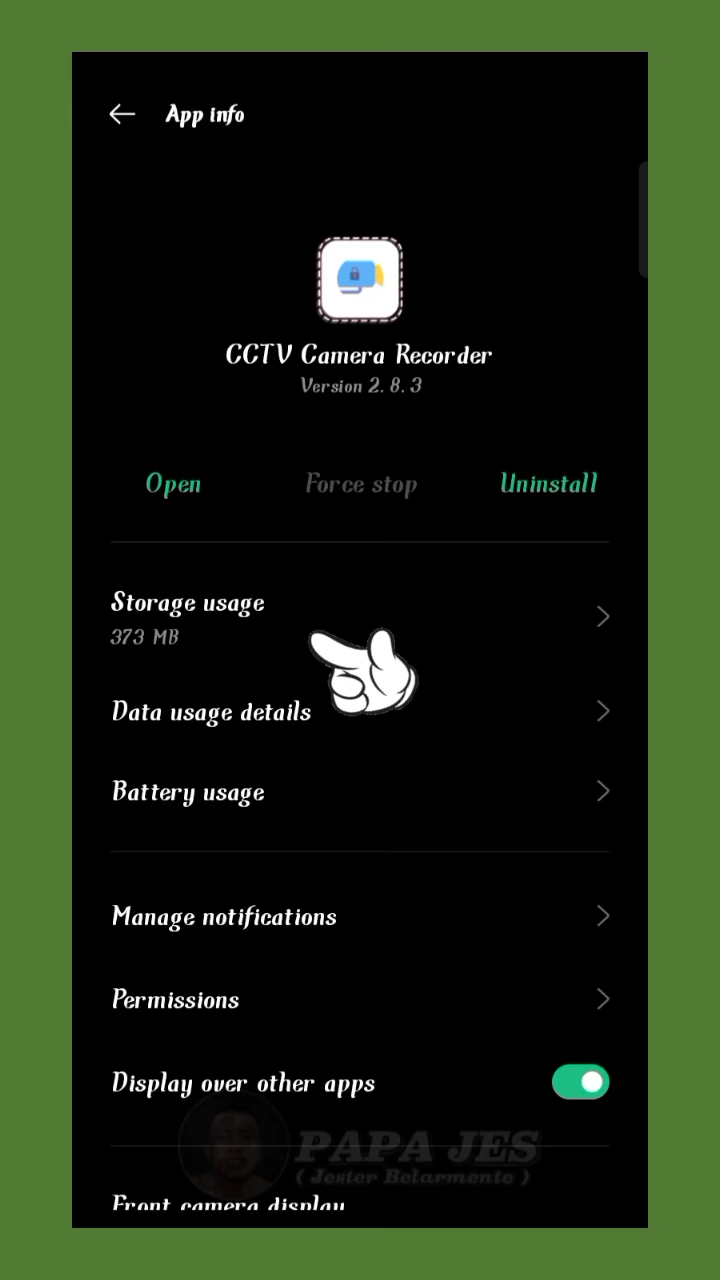 App info
CCTV Camera Recorder
Version 2.8.3
Open Force stop Uninstall
Storage usage
373 MB
Data usage details
Battery usage
Manage notifications
Permissions
Display over other apps
PAPA JES
( Jester Belarmente )
Front camera display